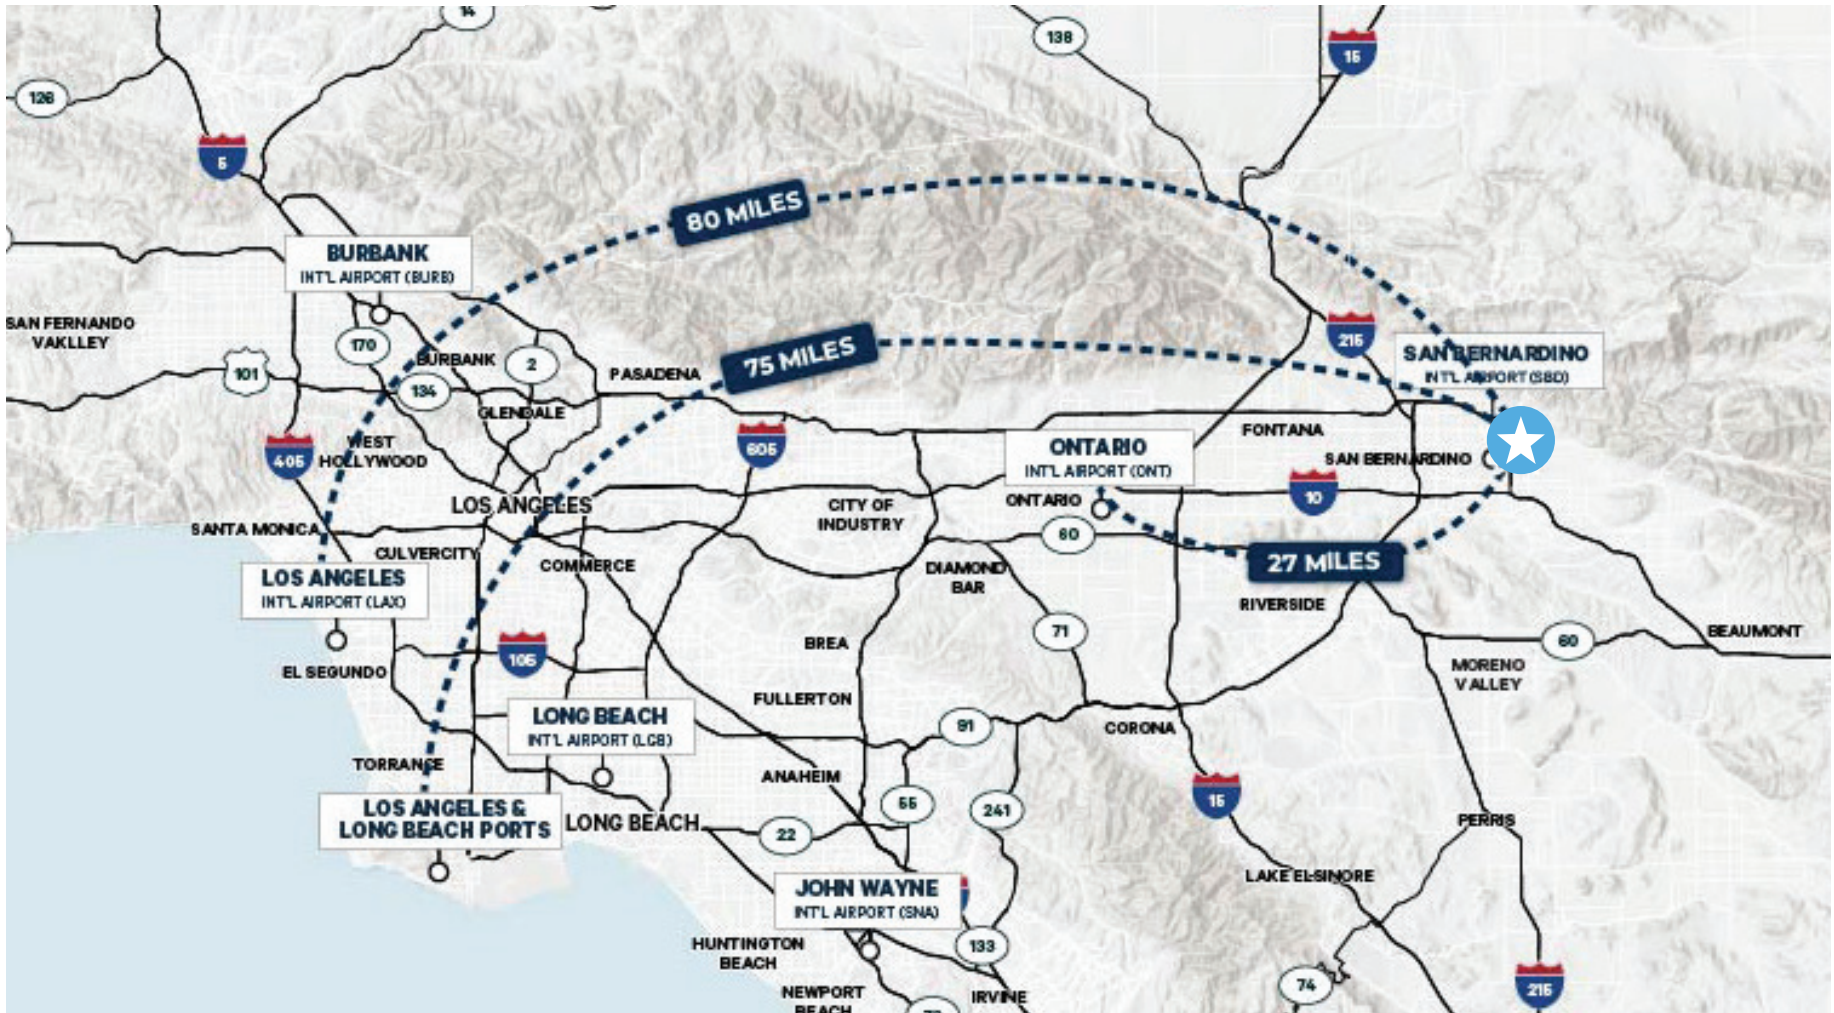 14
138
15
126
5
80 MILES
BURBANK
INT'L AIRPORT (BURB)
SAN FERNANDO
VAKLLEY
170
BURBANK
2
75 MILES
215
SAN BERNARDINO
INT'L AIRPORT (SBD)
101
134
PASADENA
GLENDALE
405
WEST
HOLLYWOOD
605
ONTARIO
INT'L AIRPORT (ONT)
FONTANA
SAN BERNARDINO
10
LOS ANGELES
CITY OF
INDUSTRY
ONTARIO
60
SANTA MONICA
CULVERCITY
COMMERCE
DIAMOND
BAR
27 MILES
LOS ANGELES
INT'L AIRPORT (LAX)
RIVERSIDE
71
60
BEAUMONT
BREA
105
EL SEGUNDO
MORENO
VALLEY
FULLERTON
LONG BEACH
INT'L AIRPORT (LGB)
91
CORONA
TORRANCE
ANAHEIM
15
55
241
LOS ANGELES &
LONG BEACH PORTS
LONG BEACH
22
PERRIS
JOHN WAYNE
INT'L AIRPORT (SNA)
LAKE ELSINORE
HUNTINGTON
BEACH
133
74
215
NEWPORT
BEACH
IRVINE